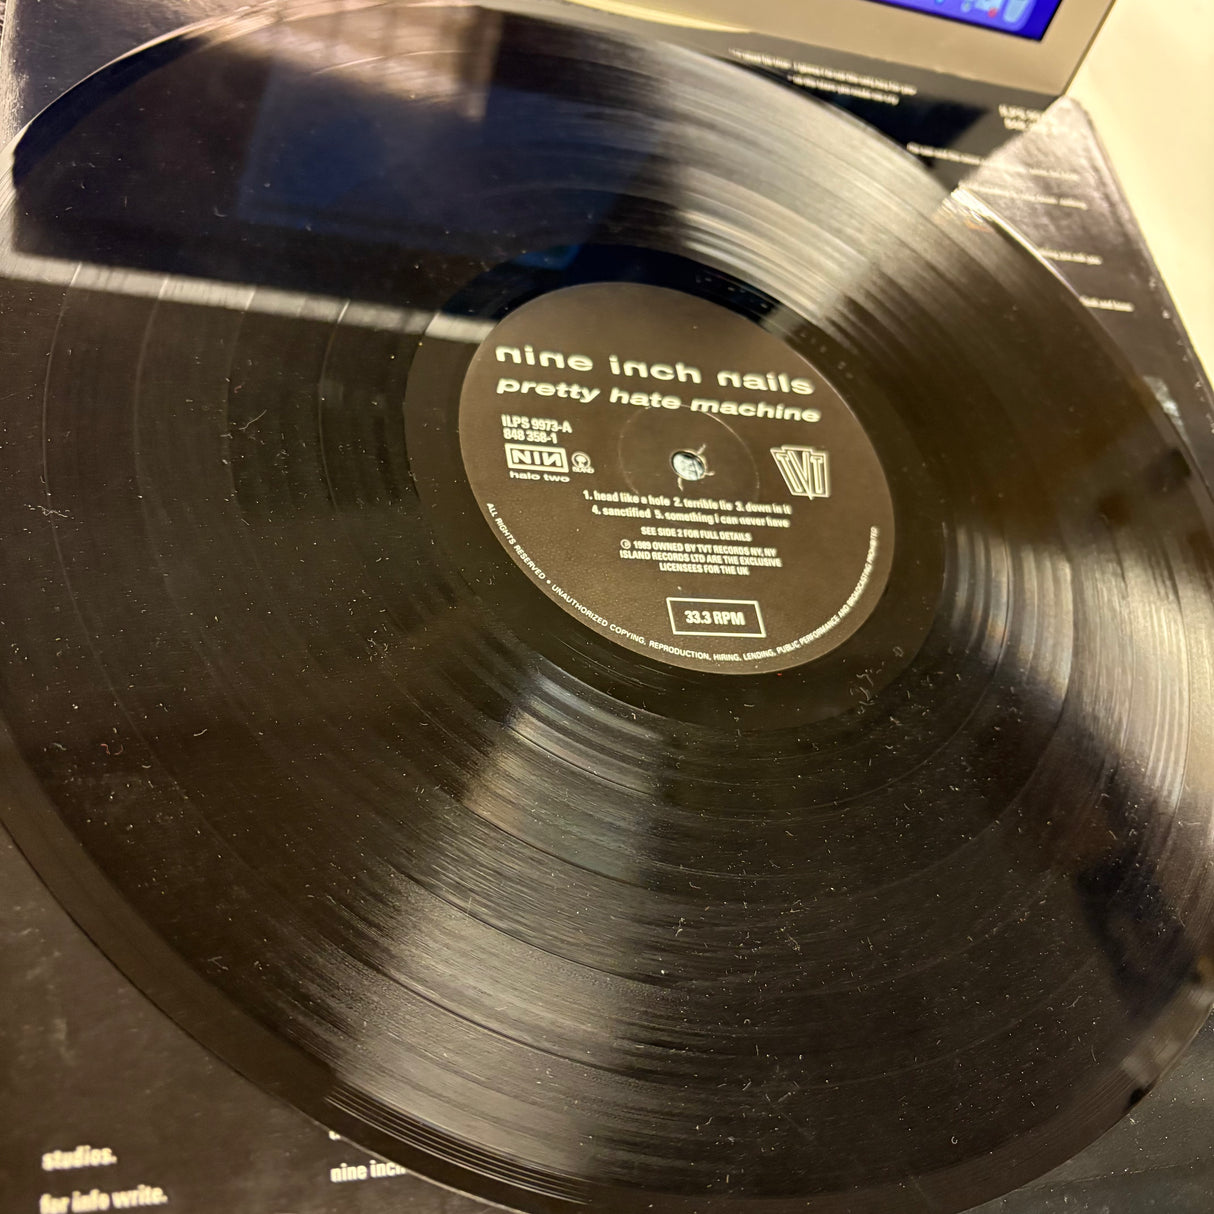 nine inch nails
pretty hate machine
ILPS 9973-A
848 358-1
NIN
ISLAND
halo two
TVT
1. head like a hole 2. terrible lie 3. down in it
4. sanctified 5. something i can never have
SEE SIDE 2 FOR FULL DETAILS
℗ 1989 OWNED BY TVT RECORDS NY, NY
ISLAND RECORDS LTD ARE THE EXCLUSIVE
LICENSEES FOR THE UK
33.3 RPM
ALL RIGHTS RESERVED • UNAUTHORIZED COPYING, REPRODUCTION, HIRING, LENDING, PUBLIC PERFORMANCE AND BROADCASTING PROHIBITED
studios.
for info write.
nine inch